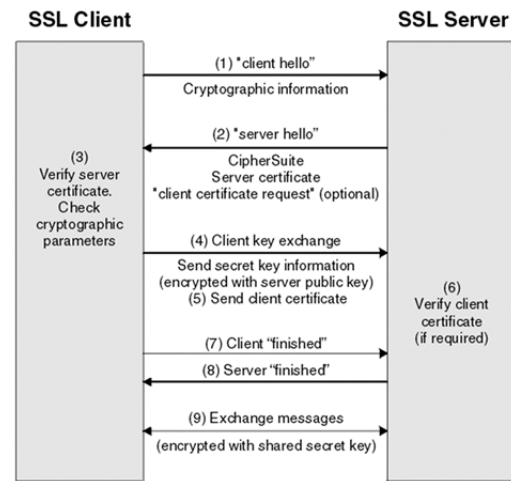 SSL Client
SSL Server
(1) "client hello"
Cryptographic information
(2) "server hello"
CipherSuite
Server certificate
"client certificate request" (optional)
(3)
Verify server
certificate.
Check
cryptographic
parameters
(4) Client key exchange
Send secret key information
(encrypted with server public key)
(5) Send client certificate
(6)
Verify client
certificate
(if required)
(7) Client “finished”
(8) Server “finished”
(9) Exchange messages
(encrypted with shared secret key)